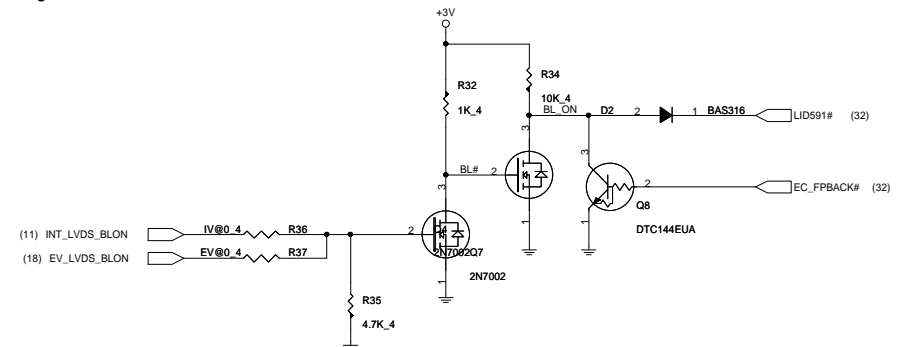 +3V
R32
1K_4
R34
10K_4
BL_ON
D2
2
1
BAS316
LID591#
(32)
3
3
BL#
2
2
EC_FPBACK#
(32)
3
1
1
Q8
DTC144EUA
(11)
INT_LVDS_BLON
IV@0_4
R36
2
(18)
EV_LVDS_BLON
EV@0_4
R37
2N7002Q7
1
2N7002
R35
4.7K_4